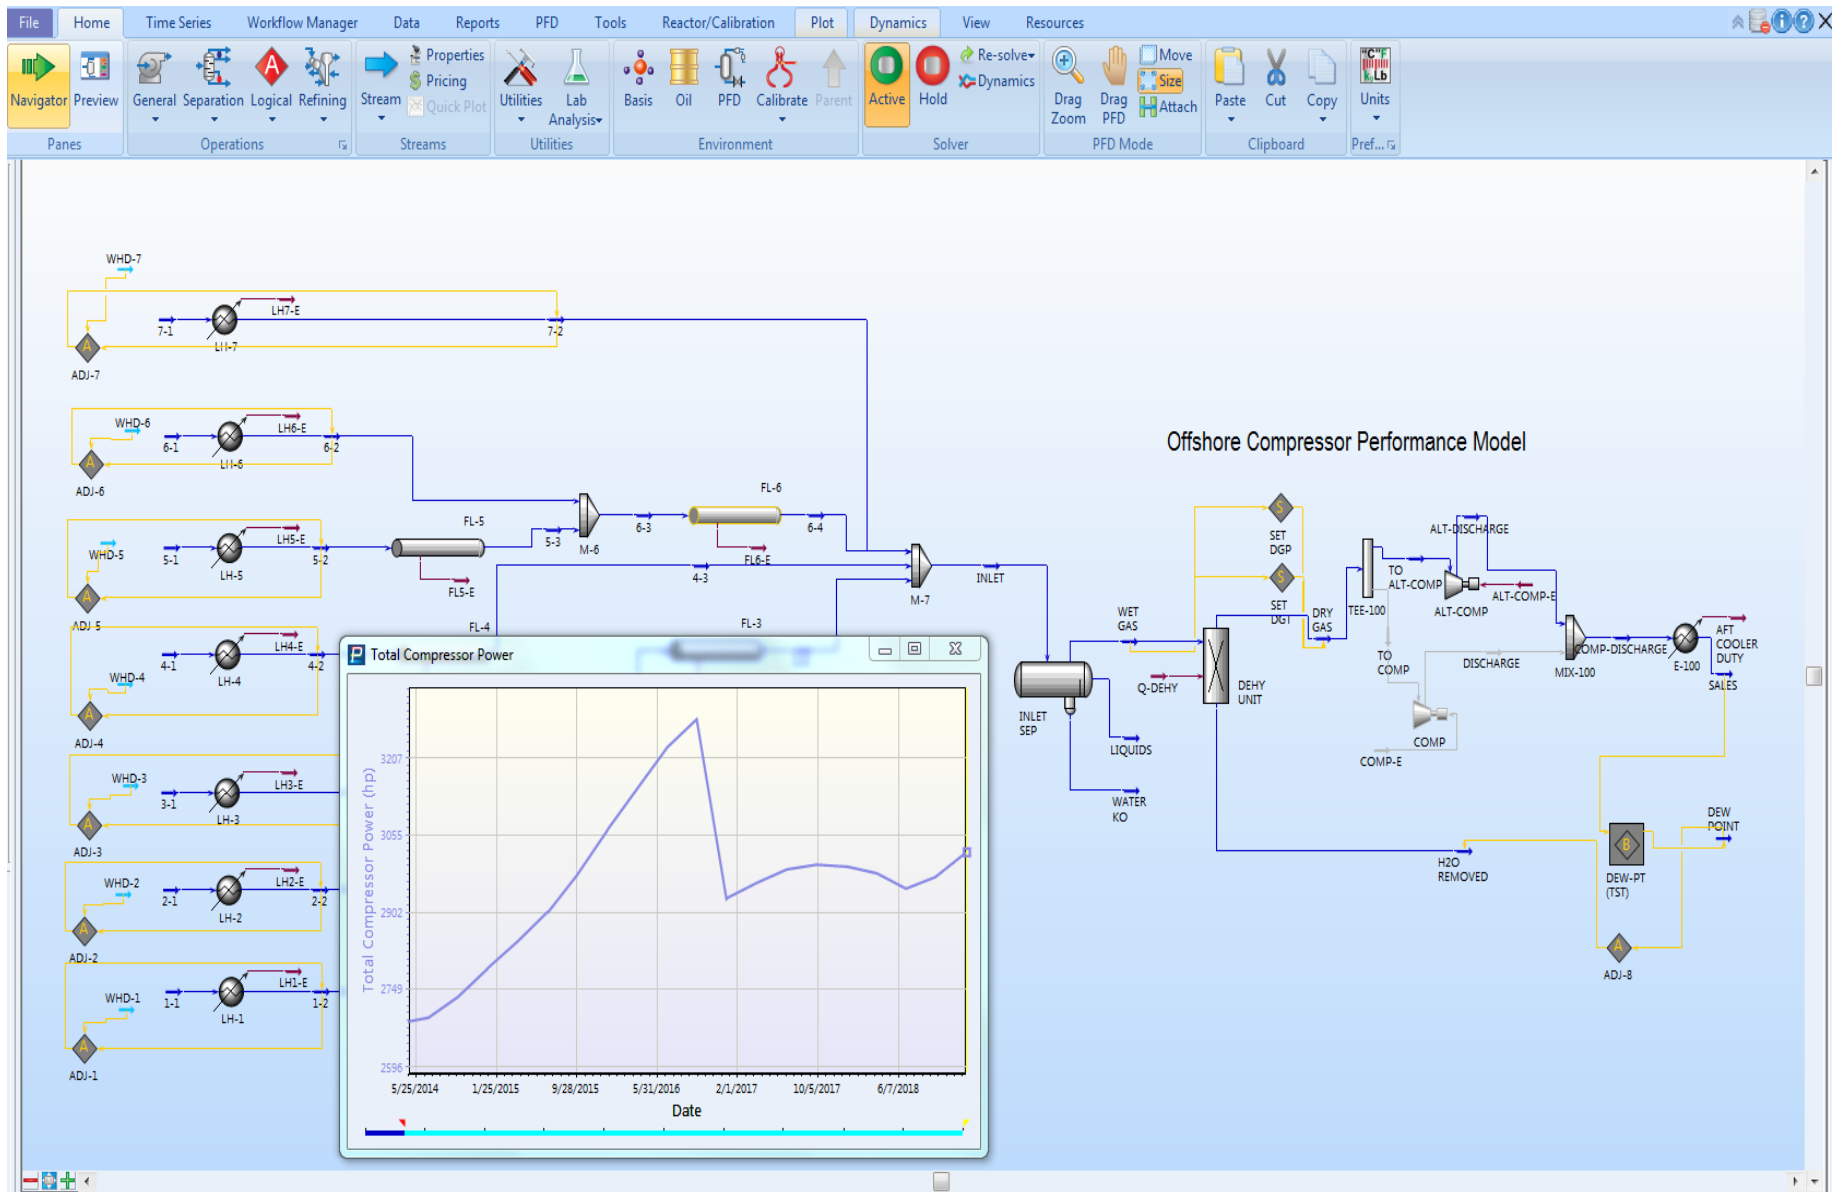 File Home Time Series Workflow Manager Data Reports PFD Tools Reactor/Calibration Plot Dynamics View Resources
Navigator Preview
Panes
General Separation Logical Refining
Operations
Stream
Properties
Pricing
Quick Plot
Streams
Utilities
Lab
Analysis
Utilities
Basis Oil PFD Calibrate Parent
Environment
Active Hold
Re-solve
Dynamics
Solver
Drag
Zoom
Drag
PFD
Move
Size
Attach
PFD Mode
Paste Cut Copy
Clipboard
"C"F
kgLb
Units
Pref...
WHD-7
LH7-E
7-1
7-2
LH-7
ADJ-7
WHD-6
LH6-E
6-1
6-2
LH-6
ADJ-6
FL-6
FL-5
WHD-5
LH5-E
5-1
5-2
LH-5
5-3
M-6
6-3
6-4
FL6-E
FL5-E
4-3
M-7
INLET
ADJ-5
FL-4
FL-3
LH4-E
4-1
4-2
WHD-4
LH-4
ADJ-4
WHD-3
LH3-E
3-1
LH-3
ADJ-3
WHD-2
LH2-E
2-1
2-2
LH-2
ADJ-2
WHD-1
LH1-E
1-1
1-2
LH-1
ADJ-1
Offshore Compressor Performance Model
SET
DGP
SET
DGT
WET
GAS
DRY
GAS
TEE-100
TO
ALT-COMP
ALT-DISCHARGE
ALT-COMP
ALT-COMP-E
TO
COMP
DISCHARGE
COMP
COMP-E
MIX-100
COMP-DISCHARGE
E-100
AFT
COOLER
DUTY
SALES
Q-DEHY
DEHY
UNIT
INLET
SEP
LIQUIDS
WATER
KO
H2O
REMOVED
B
DEW-PT
(TST)
DEW
POINT
ADJ-8
Total Compressor Power
Total Compressor Power (hp)
3207
3055
2902
2749
2596
5/25/2014 1/25/2015 9/28/2015 5/31/2016 2/1/2017 10/5/2017 6/7/2018
Date